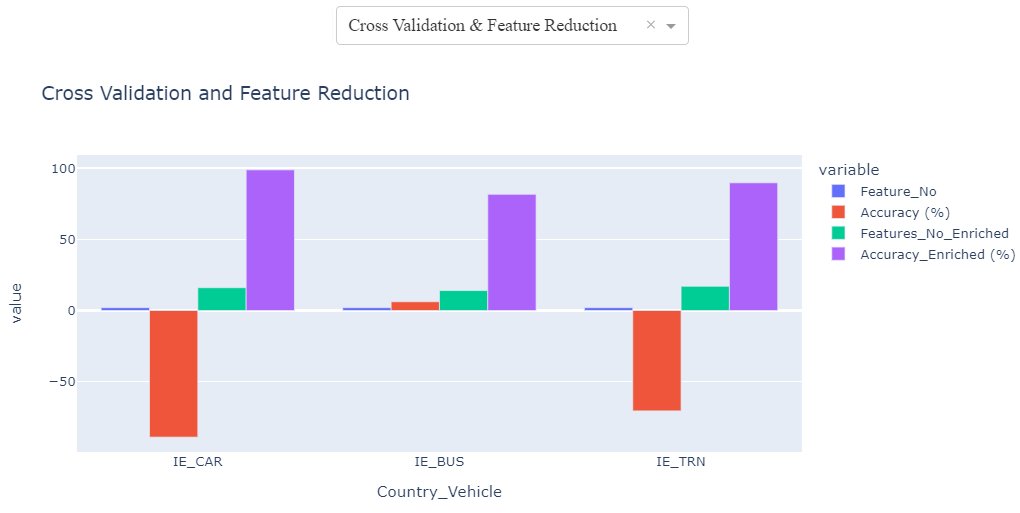 Cross Validation & Feature Reduction
Cross Validation and Feature Reduction
variable
Feature_No
Accuracy (%)
Features_No_Enriched
Accuracy_Enriched (%)
value
100
50
0
−50
IE_CAR
IE_BUS
IE_TRN
Country_Vehicle